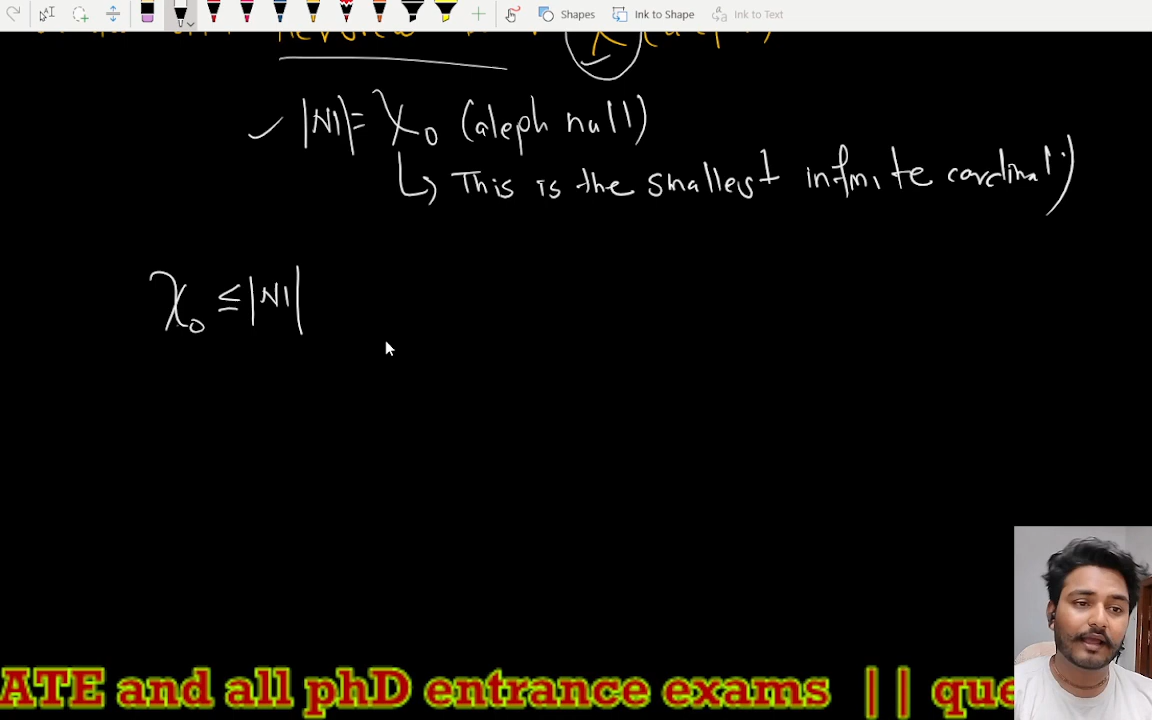 Shapes Ink to Shape Ink to Text
|N| = ℵ0 (aleph null)
↳ This is the smallest infinite cardinal)
ℵ0 ≤ |N|
ATE and all phD entrance exams || que